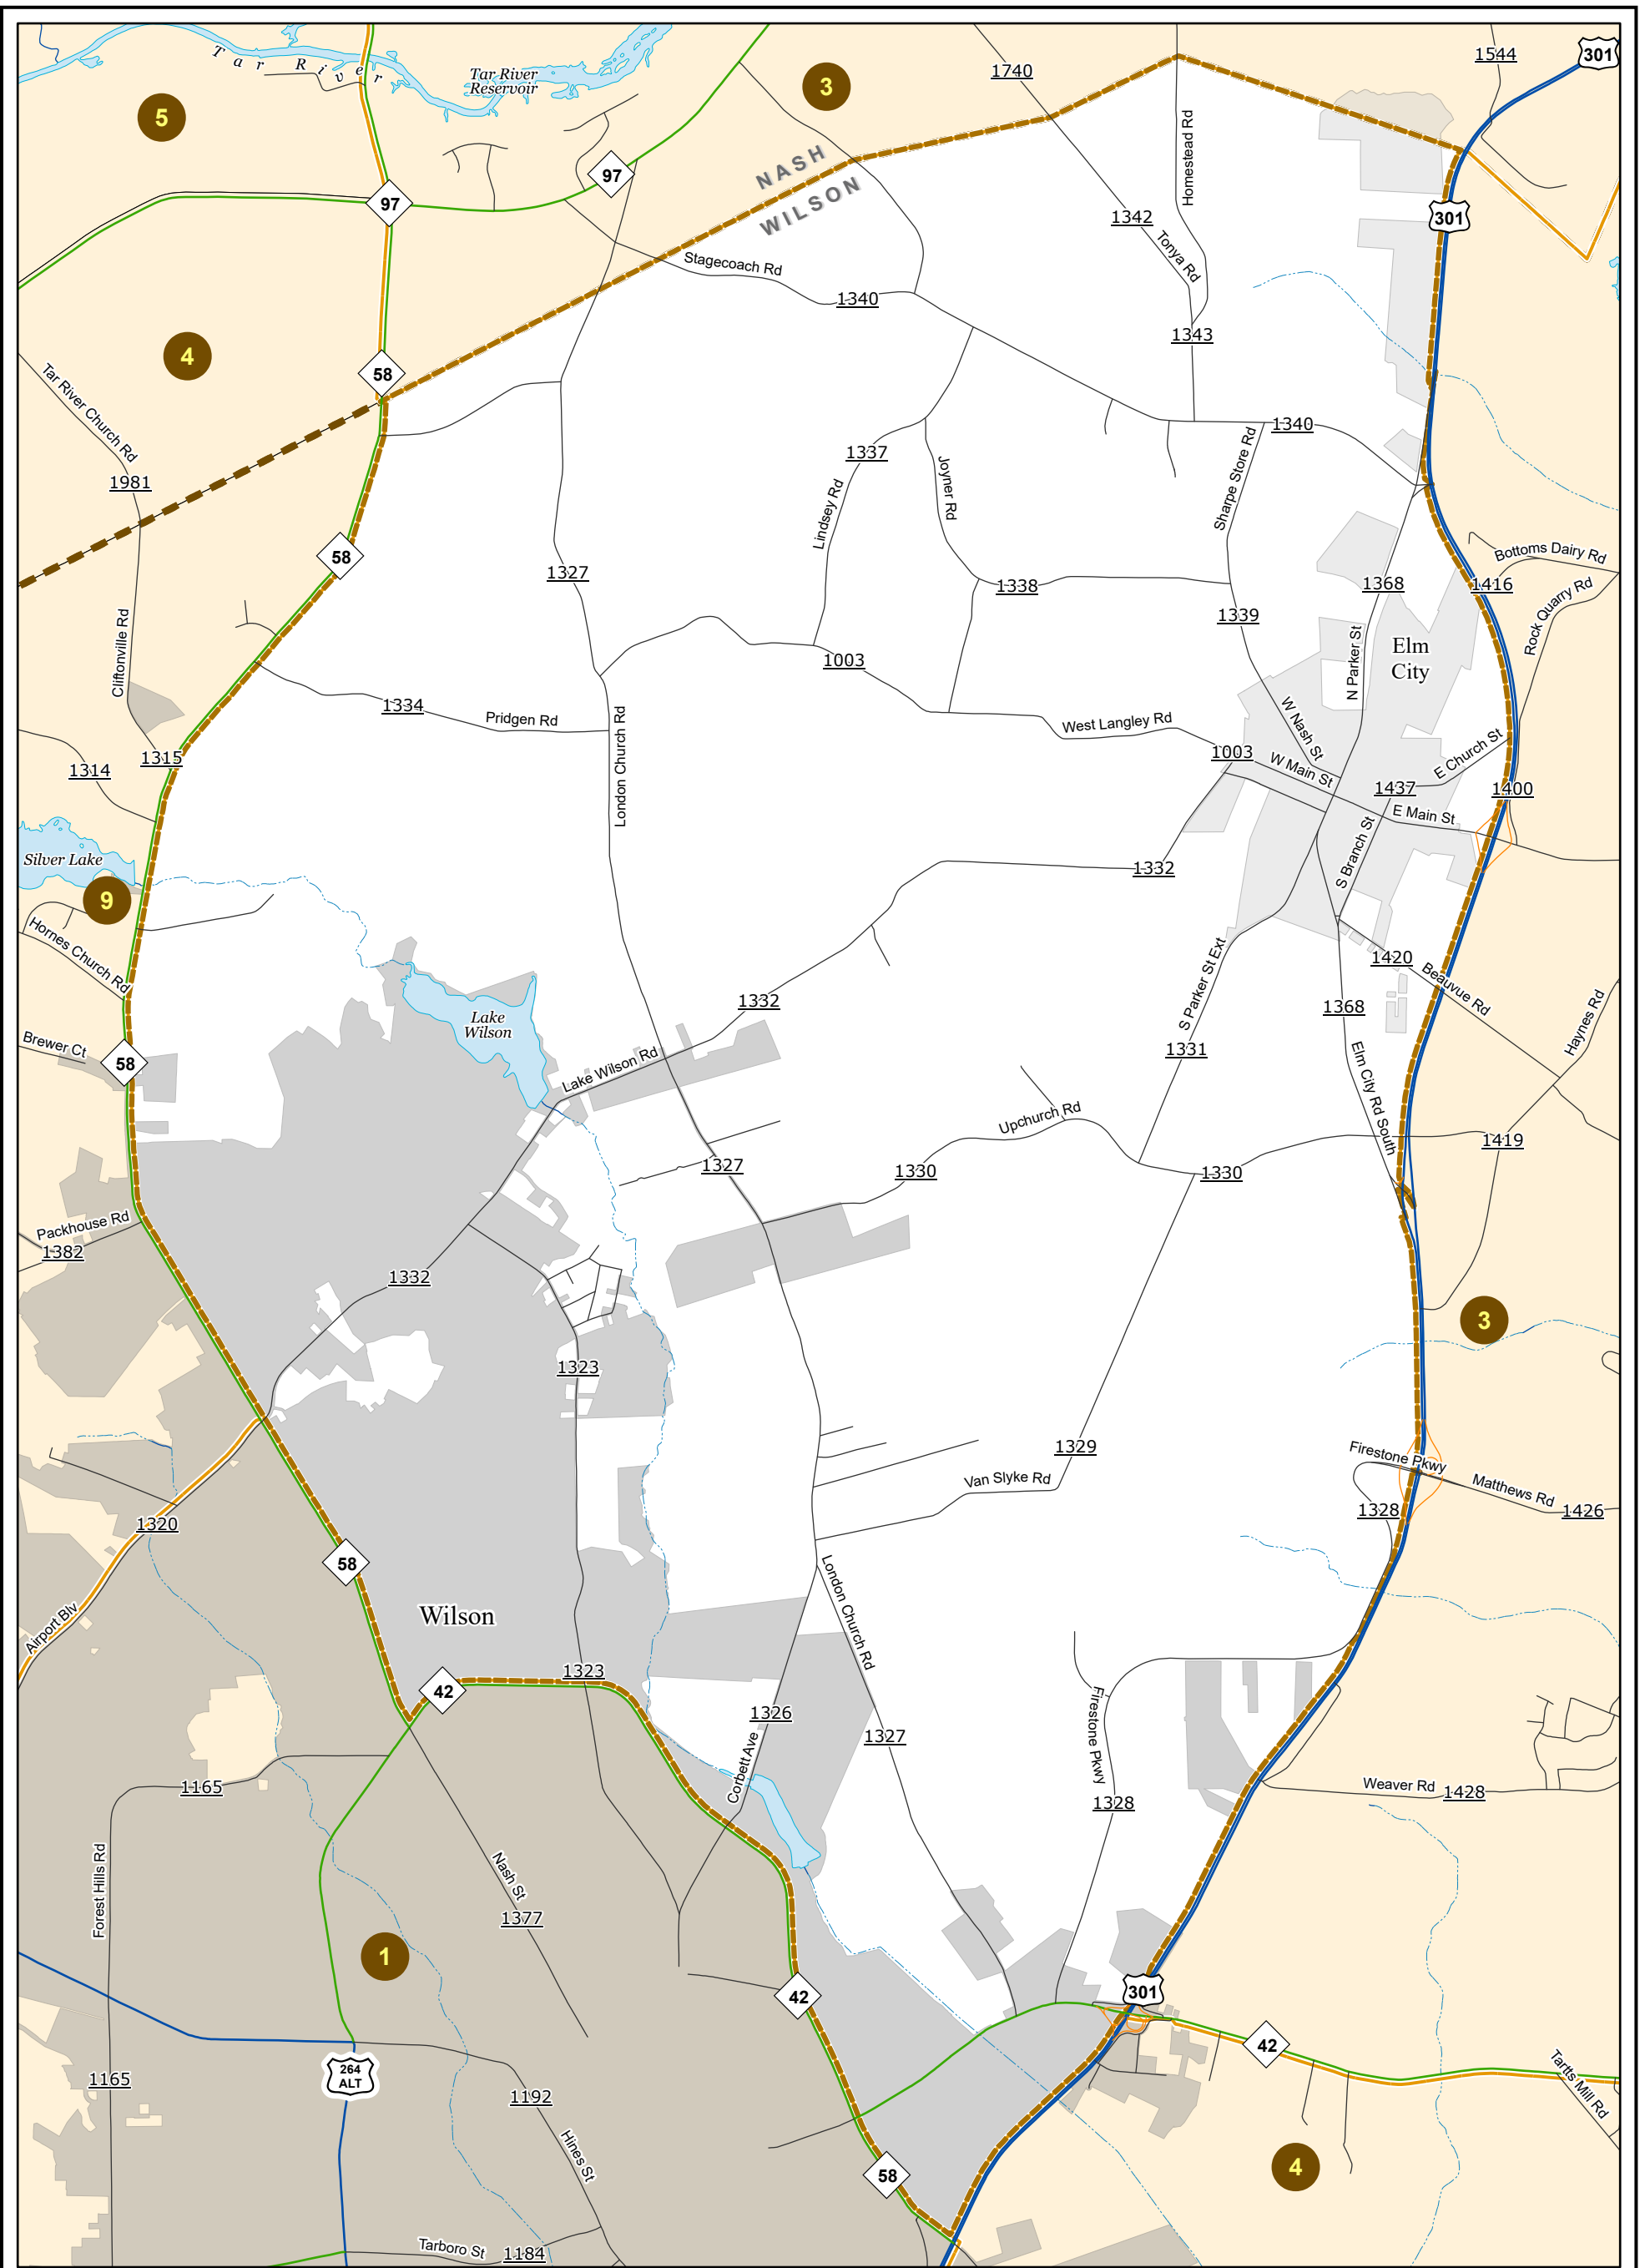 1544
301
Tar River
Tar River
Reservoir
3
1740
5
Homestead Rd
NASH
97
97
WILSON
301
1342
Tonya Rd
Stagecoach Rd
1340
1343
4
58
Tar River Church Rd
1340
1337
Sharpe Store Rd
Joyner Rd
1981
Lindsey Rd
58
Bottoms Dairy Rd
1327
1338
1368
1416
Rock Quarry Rd
1339
Cliftonville Rd
N Parker St
Elm
City
1003
1334
Pridgen Rd
West Langley Rd
W Nash St
London Church Rd
1315
1314
1003
W Main St
E Church St
1437
1400
E Main St
Silver Lake
1332
S Branch St
9
Hornes Church Rd
1420
Beauvue Rd
S Parker St Ext
1332
1368
Lake
Wilson
Haynes Rd
Brewer Ct
58
Lake Wilson Rd
1331
Elm City Rd South
Upchurch Rd
1419
1327
1330
1330
Packhouse Rd
1382
1332
3
1323
1329
Firestone Pkwy
Van Slyke Rd
Matthews Rd
1328
1426
1320
58
London Church Rd
Airport Blv
Wilson
1323
42
1326
Firestone Pkwy
1327
Corbett Ave
1165
Weaver Rd
1428
1328
Forest Hills Rd
Nash St
1377
1
42
301
42
264
ALT
1165
1192
Tartts Mill Rd
Hines St
58
4
Tarboro St
1184